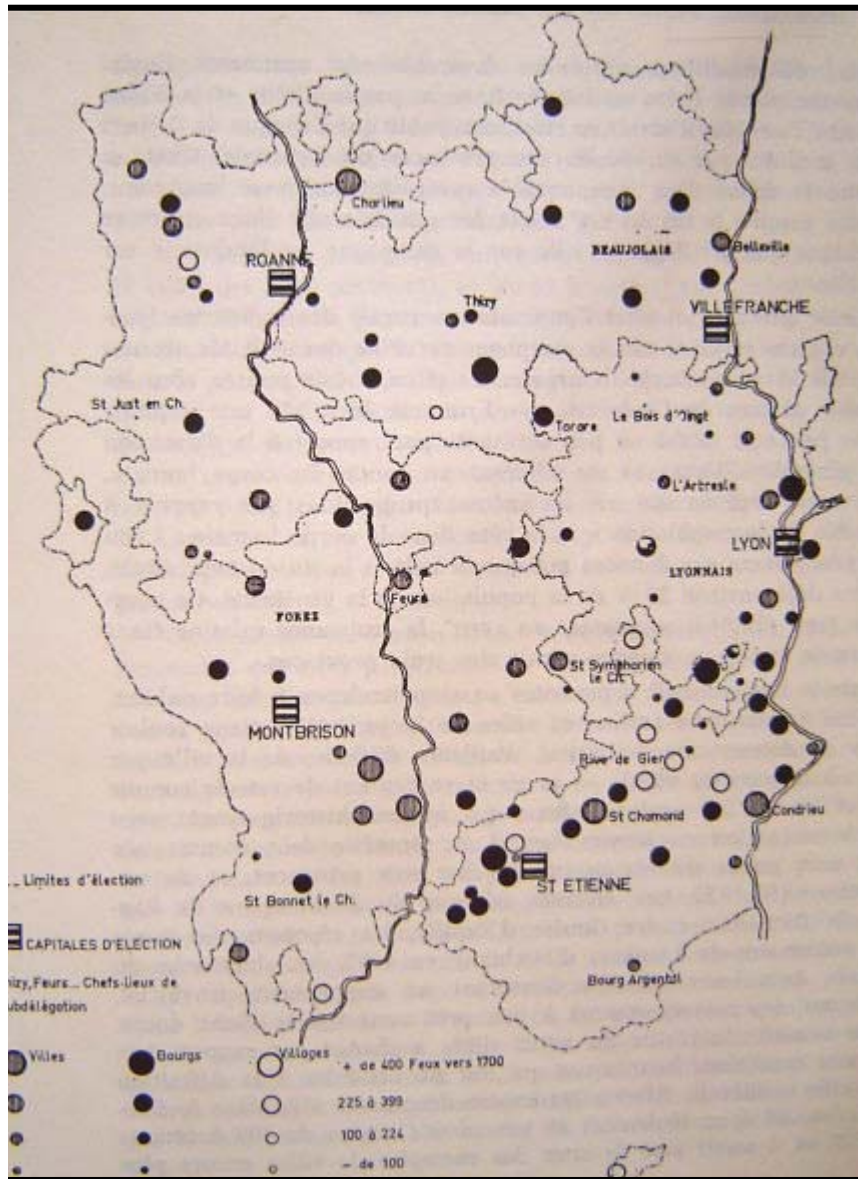 Charlieu
BEAUJOLAIS
Belleville
ROANNE
Thizy
VILLEFRANCHE
St Just en Ch.
Tarare
Le Bois d'Jingt
L'Arbresle
LYON
LYONNAIS
Feurs
FOREZ
St Symphorien
le Ch.
MONTBRISON
Rive de Gier
St Chamond
Condrieu
ST ETIENNE
Limites d'élection
St Bonnet le Ch.
CAPITALES D'ELECTION
Bourg Argental
Feurs... Chefs-lieux de
Villes
Bourgs
Villages
+ de 400 Feux vers 1700
225 à 399
100 à 224
- de 100